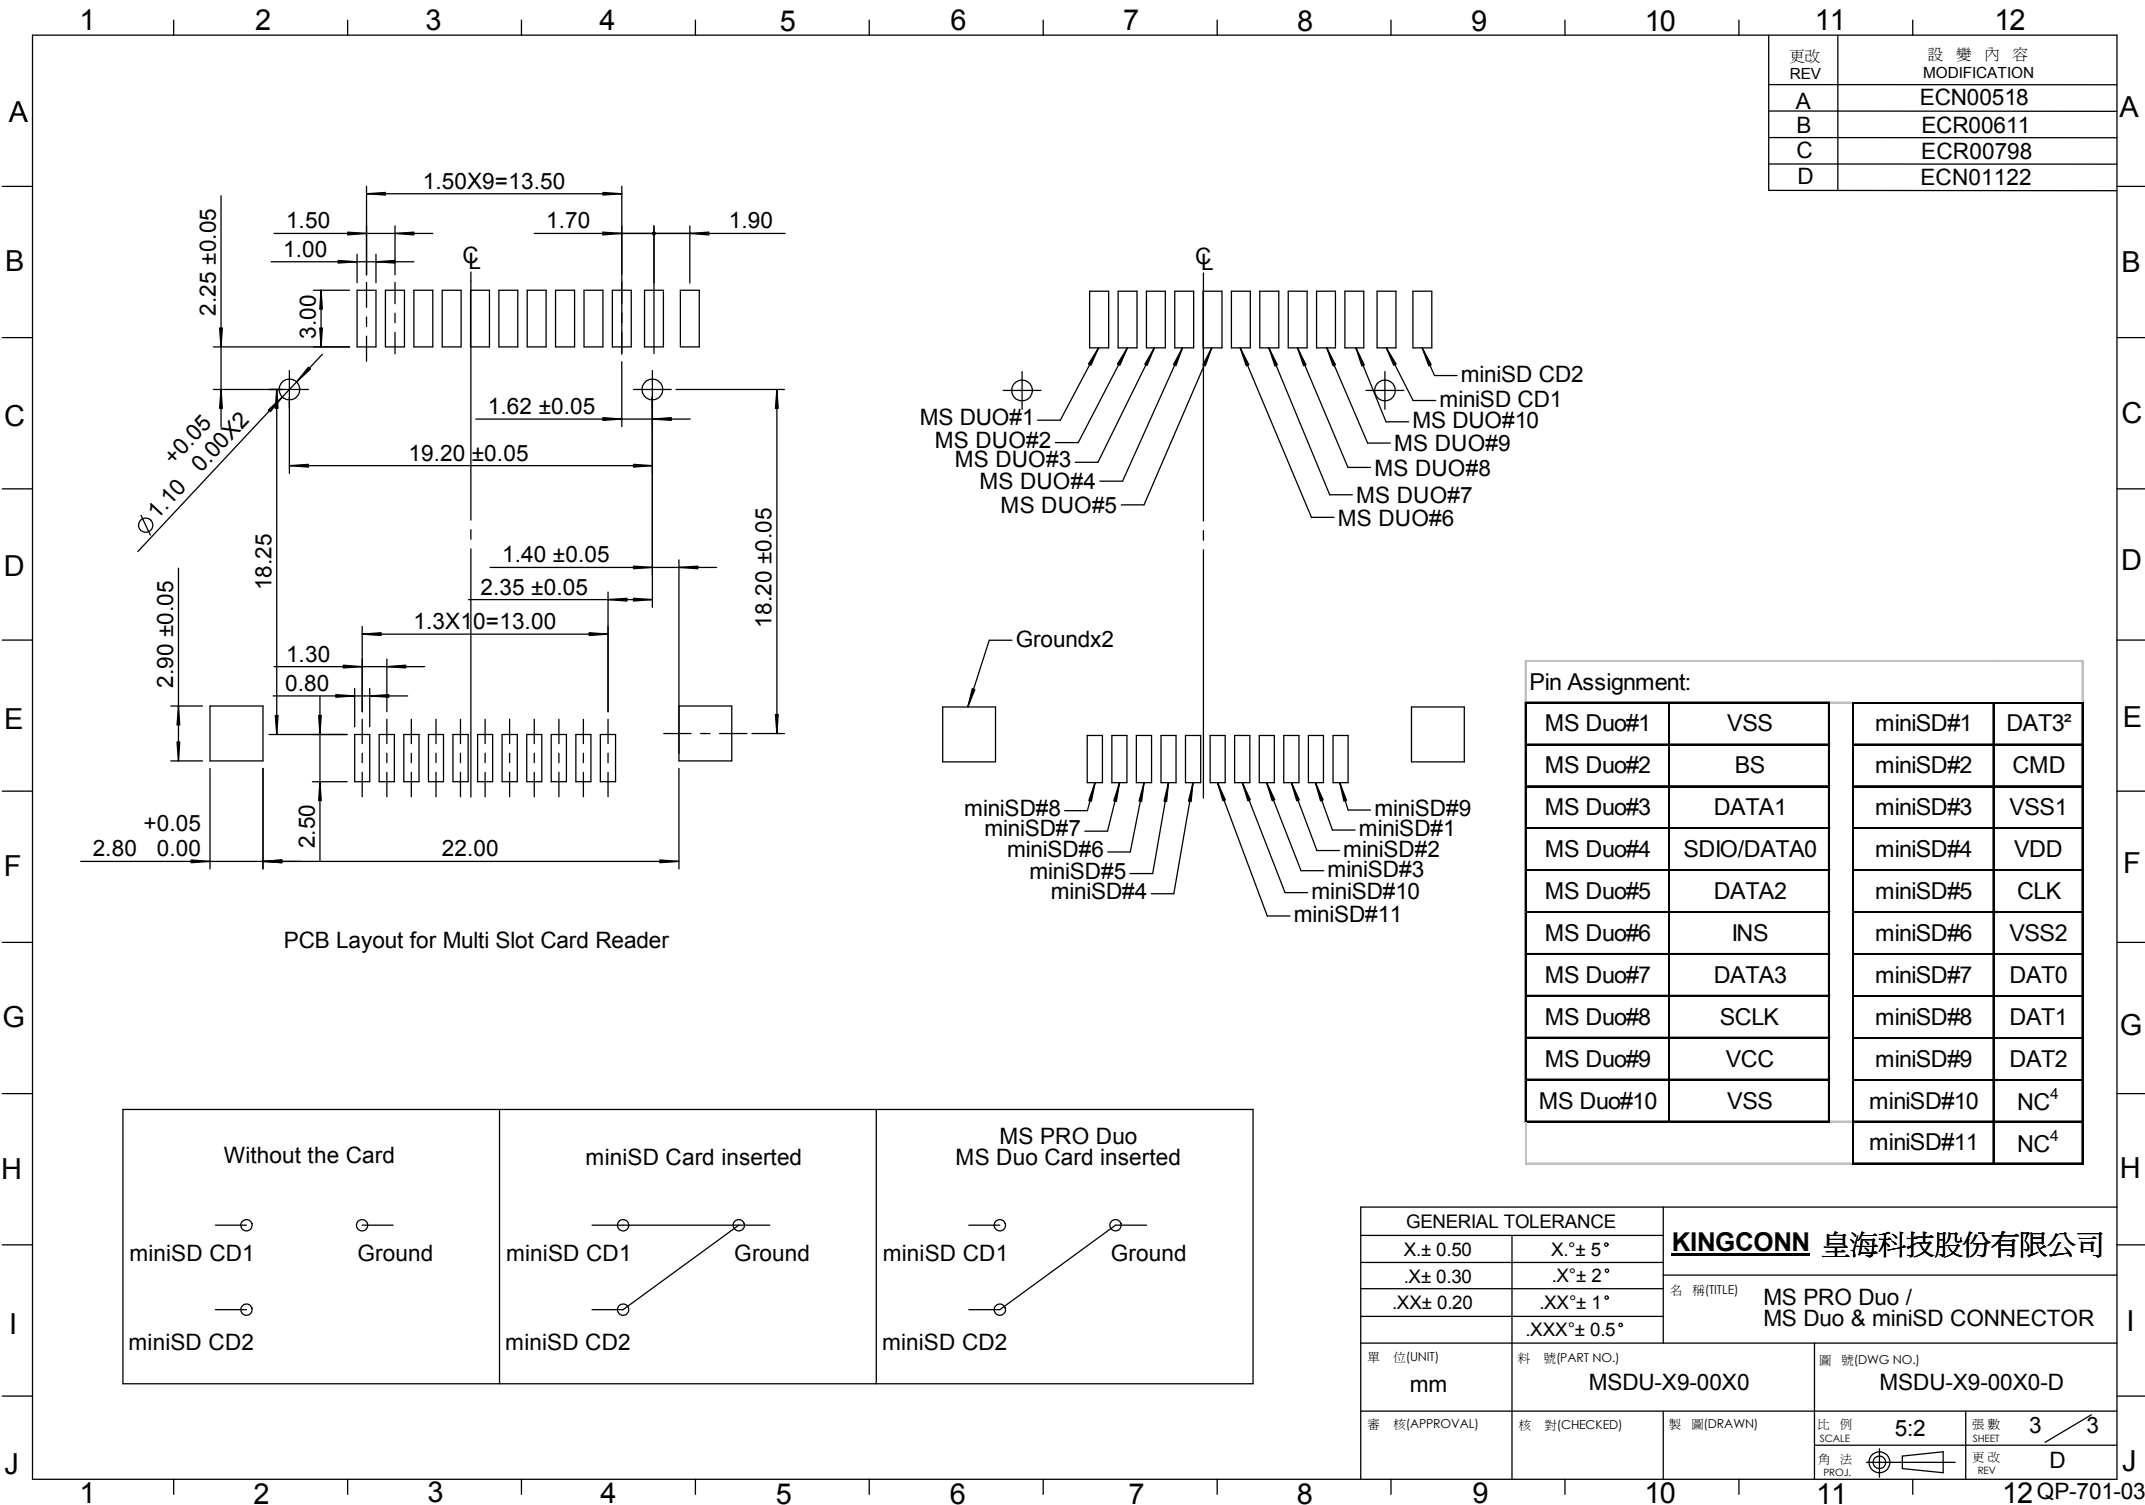 1 2 3 4 5 6 7 8 9 10 11 12
A B C D E F G H I J
更改 REV 設變內容 MODIFICATION
A ECN00518
B ECR00611
C ECR00798
D ECN01122
1.50X9=13.50
1.50
1.70
1.90
1.00
2.25 ±0.05
3.00
℄
1.62 ±0.05
19.20 ±0.05
Ø1.10 +0.05 0.00X2
18.25
1.40 ±0.05
2.35 ±0.05
18.20 ±0.05
1.3X10=13.00
2.90 ±0.05
1.30
0.80
2.50
2.80 +0.05 0.00
22.00
PCB Layout for Multi Slot Card Reader
℄
miniSD CD2
miniSD CD1
MS DUO#1
MS DUO#2
MS DUO#3
MS DUO#4
MS DUO#5
MS DUO#10
MS DUO#9
MS DUO#8
MS DUO#7
MS DUO#6
Groundx2
miniSD#8
miniSD#7
miniSD#6
miniSD#5
miniSD#4
miniSD#9
miniSD#1
miniSD#2
miniSD#3
miniSD#10
miniSD#11
Pin Assignment:
MS Duo#1 VSS miniSD#1 DAT3²
MS Duo#2 BS miniSD#2 CMD
MS Duo#3 DATA1 miniSD#3 VSS1
MS Duo#4 SDIO/DATA0 miniSD#4 VDD
MS Duo#5 DATA2 miniSD#5 CLK
MS Duo#6 INS miniSD#6 VSS2
MS Duo#7 DATA3 miniSD#7 DAT0
MS Duo#8 SCLK miniSD#8 DAT1
MS Duo#9 VCC miniSD#9 DAT2
MS Duo#10 VSS miniSD#10 NC⁴
miniSD#11 NC⁴
Without the Card
miniSD CD1 Ground
miniSD CD2
miniSD Card inserted
miniSD CD1 Ground
miniSD CD2
MS PRO Duo
MS Duo Card inserted
miniSD CD1 Ground
miniSD CD2
GENERIAL TOLERANCE
X.± 0.50 X.°± 5°
.X± 0.30 .X°± 2°
.XX± 0.20 .XX°± 1°
.XXX°± 0.5°
KINGCONN 皇海科技股份有限公司
名 稱(TITLE) MS PRO Duo /
MS Duo & miniSD CONNECTOR
單 位(UNIT) mm
料 號(PART NO.) MSDU-X9-00X0
圖 號(DWG NO.) MSDU-X9-00X0-D
審 核(APPROVAL)
核 對(CHECKED)
製 圖(DRAWN)
比 例 SCALE 5:2
張數 SHEET 3/3
角 法 PROJ.
更改 REV D
1 2 3 4 5 6 7 8 9 10 11 12
A B C D E F G H I J
QP-701-03